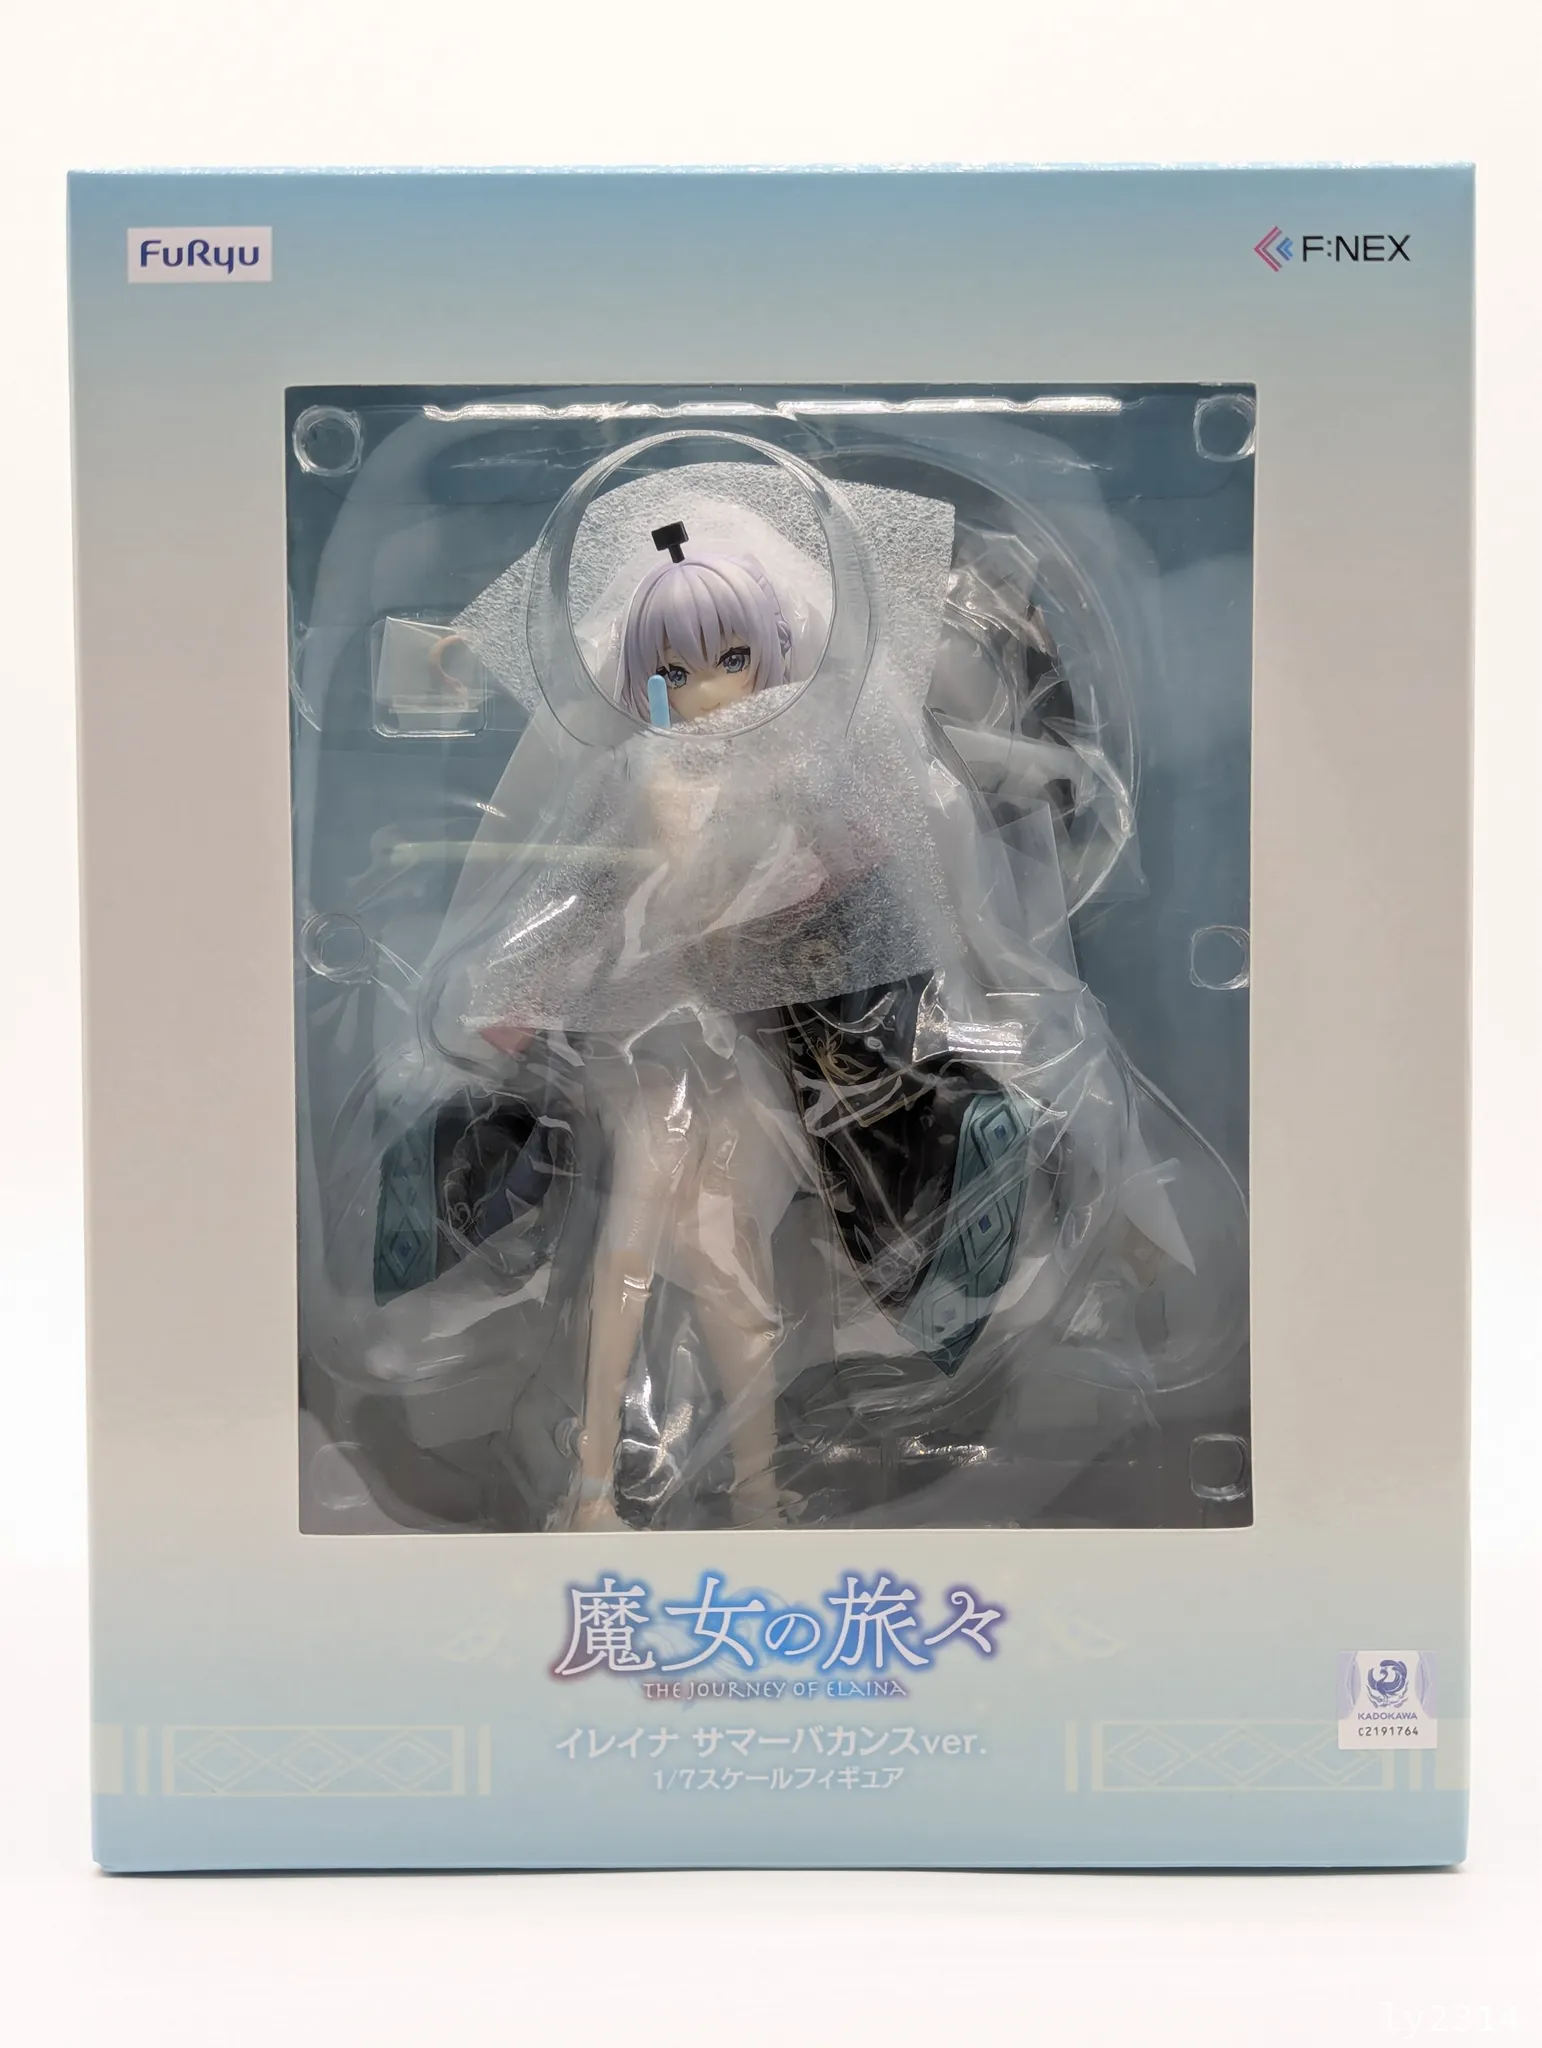 FuRyu
F:NEX
魔女の旅々
THE JOURNEY OF ELAINA
イレイナ サマーバカンスver.
1/7スケールフィギュア
KADOKAWA
C2191764
ly2314